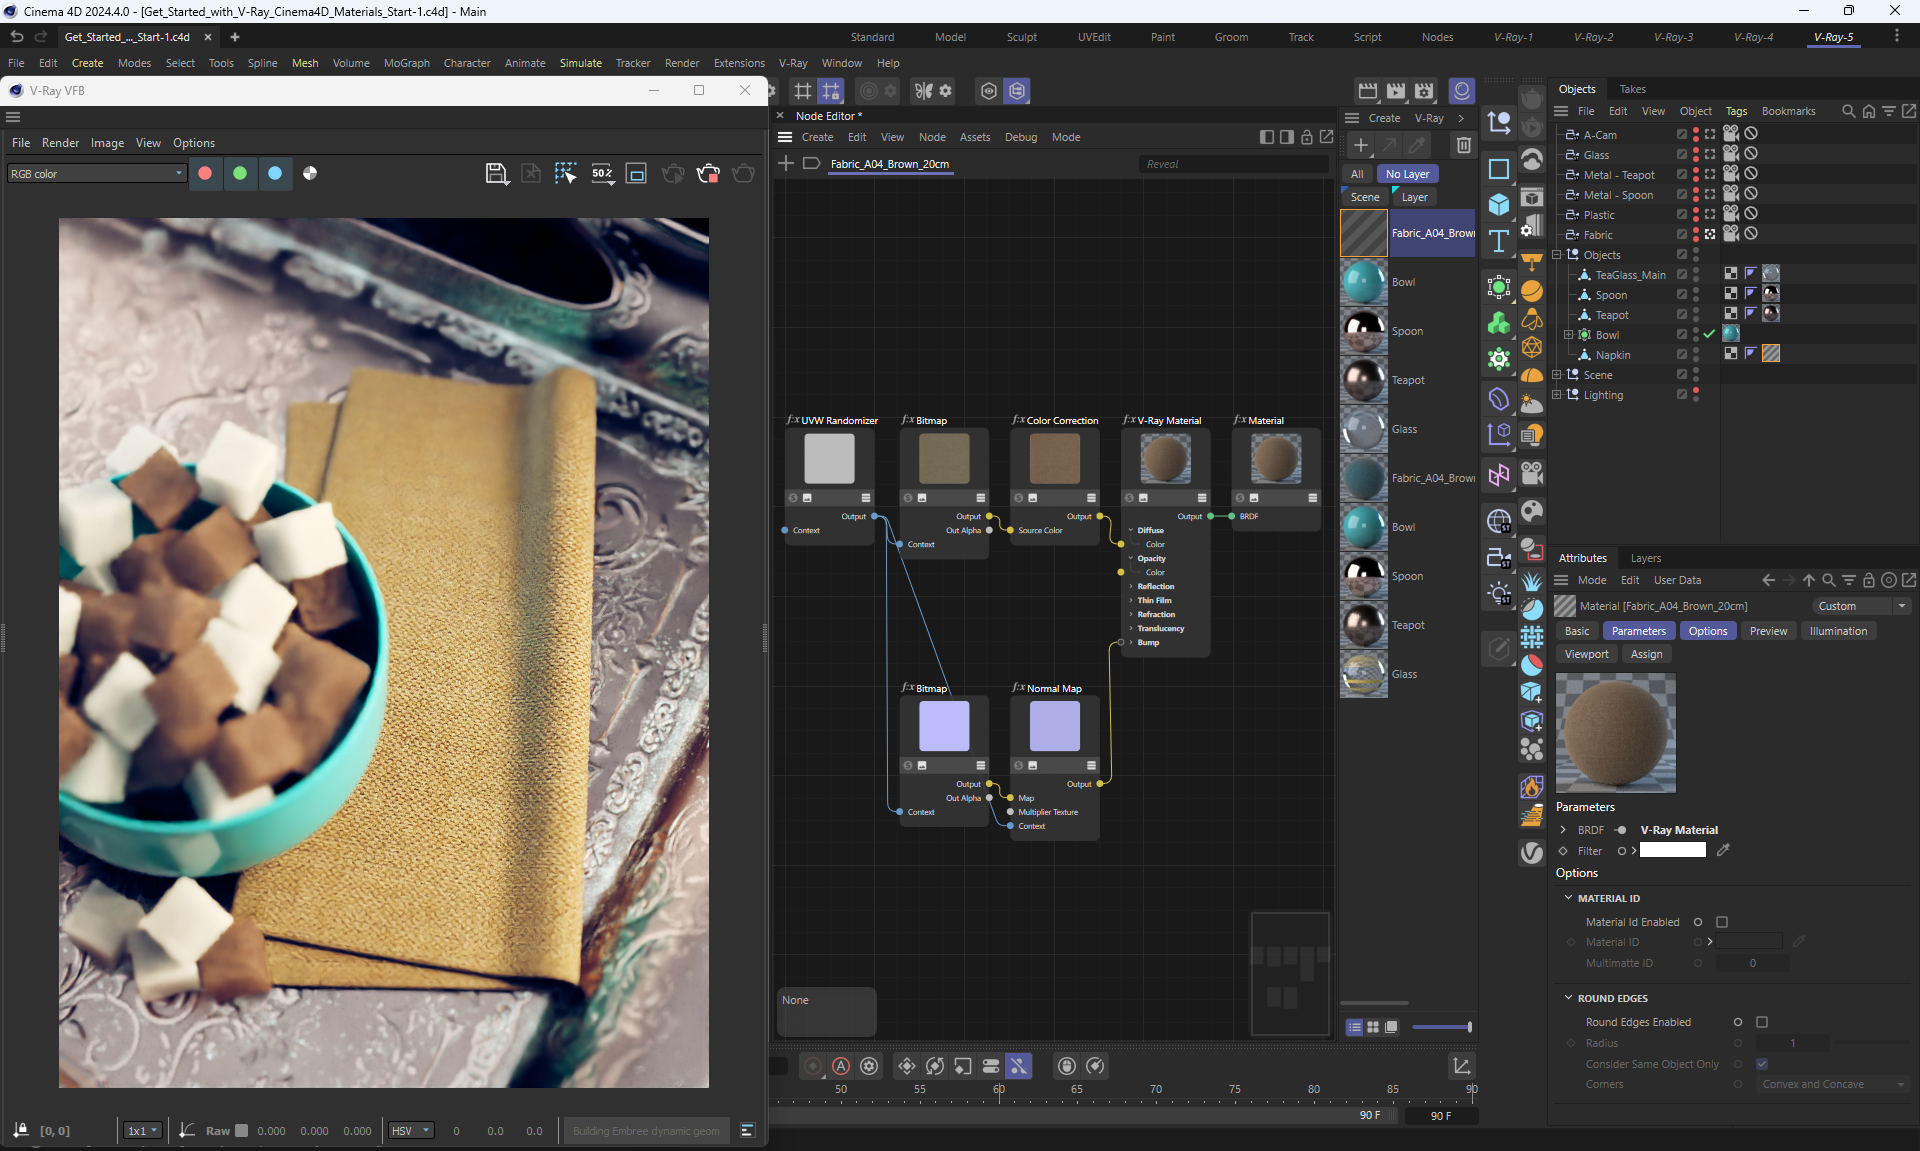 Cinema 4D 2024.4.0 - [Get_Started_with_V-Ray_Cinema4D_Materials_Start-1.c4d] - Main
Get_Started_..._Start-1.c4d
Standard Model Sculpt UVEdit Paint Groom Track Script Nodes V-Ray-1 V-Ray-2 V-Ray-3 V-Ray-4 V-Ray-5
File Edit Create Modes Select Tools Spline Mesh Volume MoGraph Character Animate Simulate Tracker Render Extensions V-Ray Window Help
V-Ray VFB
File Render Image View Options
RGB color
50%
[0, 0]
1x1
Raw 0.000 0.000 0.000
HSV 0 0.0 0.0
Building Embree dynamic geom
Node Editor *
Create Edit View Node Assets Debug Mode
Fabric_A04_Brown_20cm
Reveal
UVW Randomizer
Output
Context
Bitmap
Output
Out Alpha
Context
Color Correction
Output
Source Color
V-Ray Material
Output
Diffuse
Color
Opacity
Color
Reflection
Thin Film
Refraction
Translucency
Bump
Material
BRDF
Bitmap
Output
Out Alpha
Context
Normal Map
Output
Map
Multiplier Texture
Context
None
50 55 60 65 70 75 80 85 90
90 F 90 F
Create V-Ray
All No Layer
Scene Layer
Fabric_A04_Brown
Bowl
Spoon
Teapot
Glass
Fabric_A04_Brown
Bowl
Spoon
Teapot
Glass
ST
ST
ST
Objects Takes
File Edit View Object Tags Bookmarks
A-Cam
Glass
Metal - Teapot
Metal - Spoon
Plastic
Fabric
Objects
TeaGlass_Main
Spoon
Teapot
Bowl
Napkin
Scene
Lighting
Attributes Layers
Mode Edit User Data
Material [Fabric_A04_Brown_20cm]
Custom
Basic Parameters Options Preview Illumination
Viewport Assign
Parameters
BRDF V-Ray Material
Filter
Options
MATERIAL ID
Material Id Enabled
Material ID
Multimatte ID 0
ROUND EDGES
Round Edges Enabled
Radius 1
Consider Same Object Only
Corners Convex and Concave